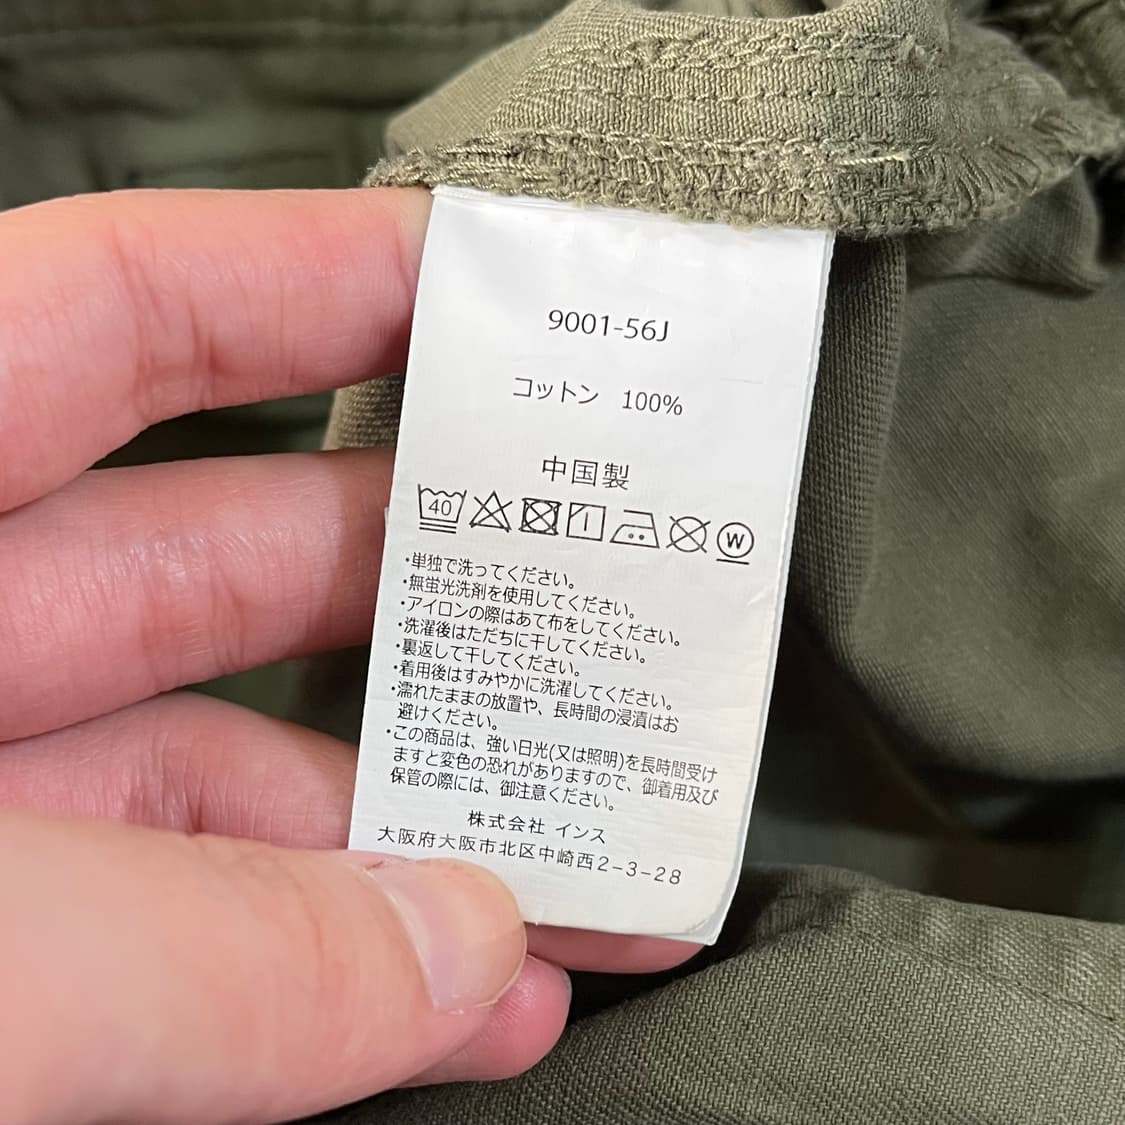 9001-56J
コットン 100%
中国製
40
W
・単独で洗ってください。
・無蛍光洗剤を使用してください。
・アイロンの際はあて布をしてください。
・洗濯後はただちに干してください。
・裏返して干してください。
・着用後はすみやかに洗濯してください。
・濡れたままの放置や、長時間の浸漬はお
避けください。
・この商品は、強い日光(又は照明)を長時間受け
ますと変色の恐れがありますので、御着用及び
保管の際には、御注意ください。
株式会社 インス
大阪府大阪市北区中崎西2-3-28